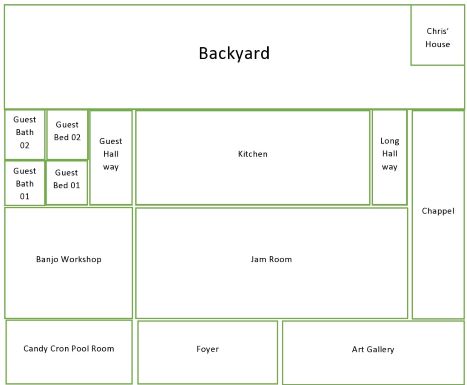 Backyard
Chris'
House
Guest
Bath
02
Guest
Bed 02
Guest
Hall
way
Kitchen
Long
Hall
way
Guest
Bath
01
Guest
Bed 01
Chappel
Banjo Workshop
Jam Room
Candy Cron Pool Room
Foyer
Art Gallery